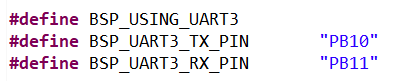 #define BSP_USING_UART3
#define BSP_UART3_TX_PIN "PB10"
#define BSP_UART3_RX_PIN "PB11"